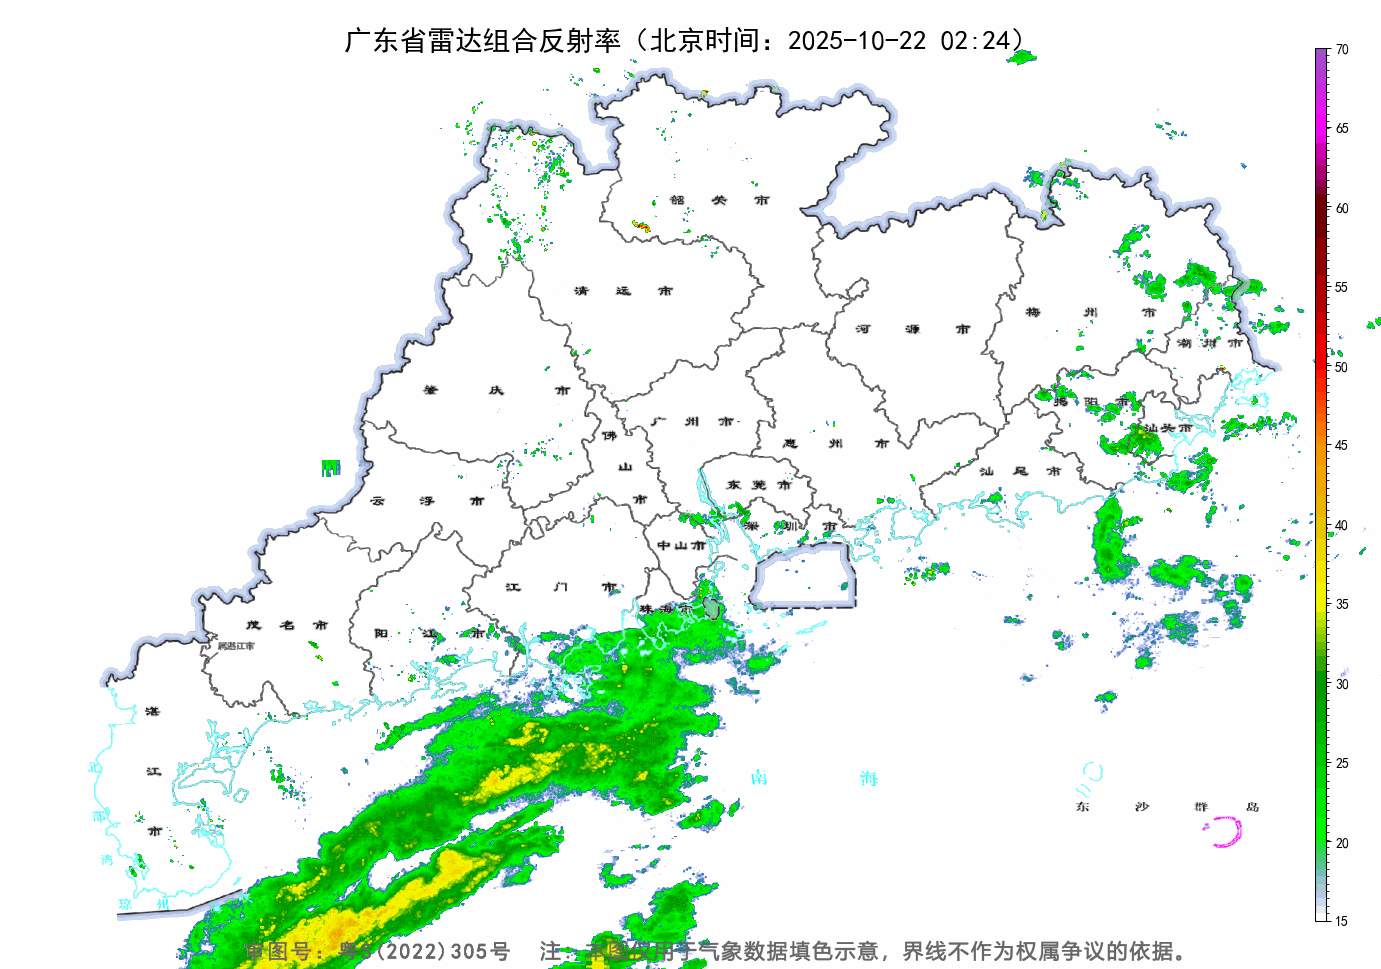 广东省雷达组合反射率（北京时间：2025-10-22 02:24）
70
65
60
55
50
45
40
35
30
25
20
15
韶关市
清远市
梅州市
河源市
潮州市
肇庆市
揭阳市
广州市
汕头市
佛山市
惠州市
汕尾市
东莞市
云浮市
深圳市
中山市
江门市
珠海市
茂名市
阳江市
属湛江市
湛江市
北部湾
南海
东沙群岛
琼州
审图号：粤S(2022)305号 注：本图仅用于气象数据填色示意，界线不作为权属争议的依据。